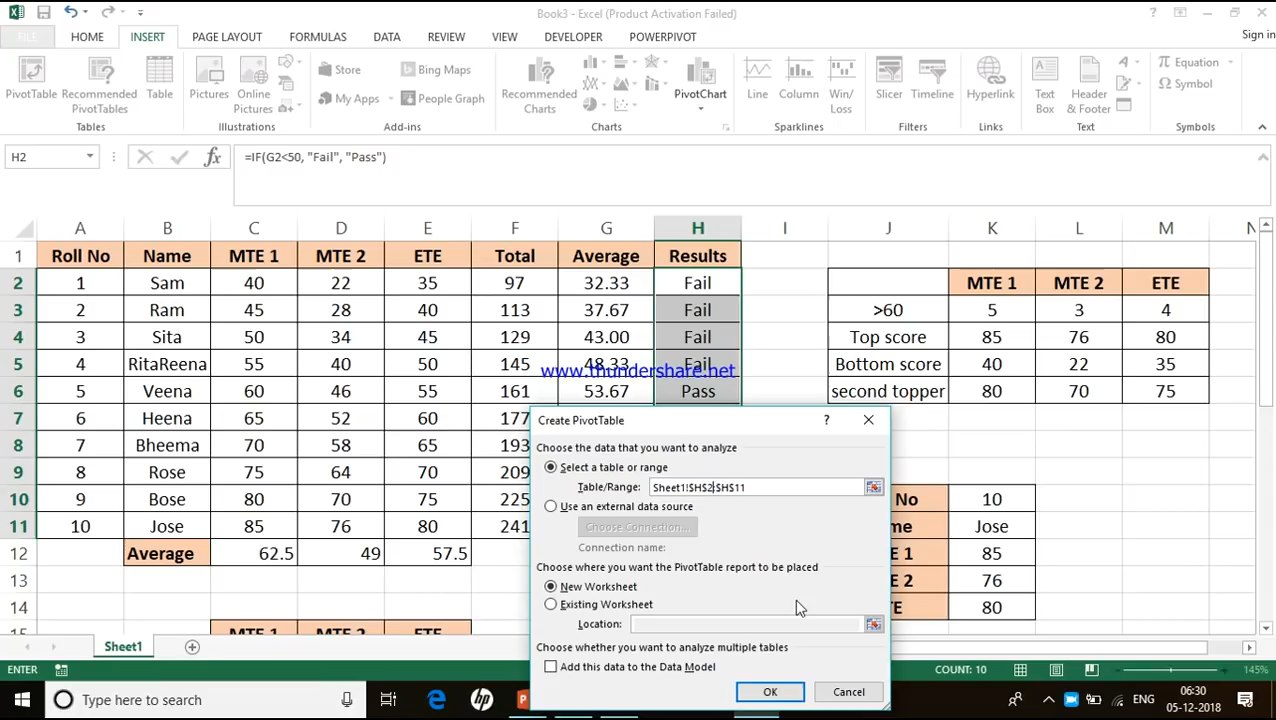 Book3 - Excel (Product Activation Failed)
FILE HOME INSERT PAGE LAYOUT FORMULAS DATA REVIEW VIEW DEVELOPER POWERPIVOT Sign in
PivotTable Recommended PivotTables Table Pictures Online Pictures Store My Apps Bing Maps People Graph Recommended Charts PivotChart Line Column Win/Loss Slicer Timeline Hyperlink Text Box Header & Footer Equation Symbol
Tables Illustrations Add-ins Charts Sparklines Filters Links Text Symbols
H2 fx =IF(G2<50, "Fail", "Pass")
A B C D E F G H I J K L M N
1 Roll No Name MTE 1 MTE 2 ETE Total Average Results
2 1 Sam 40 22 35 97 32.33 Fail MTE 1 MTE 2 ETE
3 2 Ram 45 28 40 113 37.67 Fail >60 5 3 4
4 3 Sita 50 34 45 129 43.00 Fail Top score 85 76 80
5 4 RitaReena 55 40 50 145 48.33 Fail Bottom score 40 22 35
www.thundershare.net
6 5 Veena 60 46 55 161 53.67 Pass second topper 80 70 75
7 6 Heena 65 52 60 177
8 7 Bheema 70 58 65 193
9 8 Rose 75 64 70 209
10 9 Bose 80 70 75 225 No 10
11 10 Jose 85 76 80 241 me Jose
12 Average 62.5 49 57.5 1 85
13 2 76
14 TE 80
15 MTE 1 MTE 2 ETE
Create PivotTable ?
Choose the data that you want to analyze
Select a table or range
Table/Range: Sheet1!$H$2:$H$11
Use an external data source
Choose Connection...
Connection name:
Choose where you want the PivotTable report to be placed
New Worksheet
Existing Worksheet
Location:
Choose whether you want to analyze multiple tables
Add this data to the Data Model
OK Cancel
Sheet1
ENTER COUNT: 10 145%
Type here to search
hp P ENG 06:30
05-12-2018